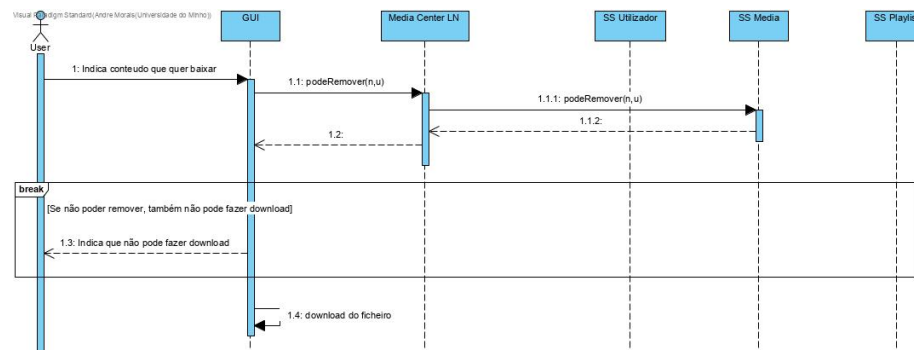 Visual Paradigm Standard(Andre Morais(Universidade do Minho))
User
GUI
Media Center LN
SS Utilizador
SS Media
SS Playlis
1: Indica conteudo que quer baixar
1.1: podeRemover(n,u)
1.1.1: podeRemover(n,u)
1.1.2:
1.2:
break
[Se não poder remover, também não pode fazer download]
1.3: Indica que não pode fazer download
1.4: download do ficheiro